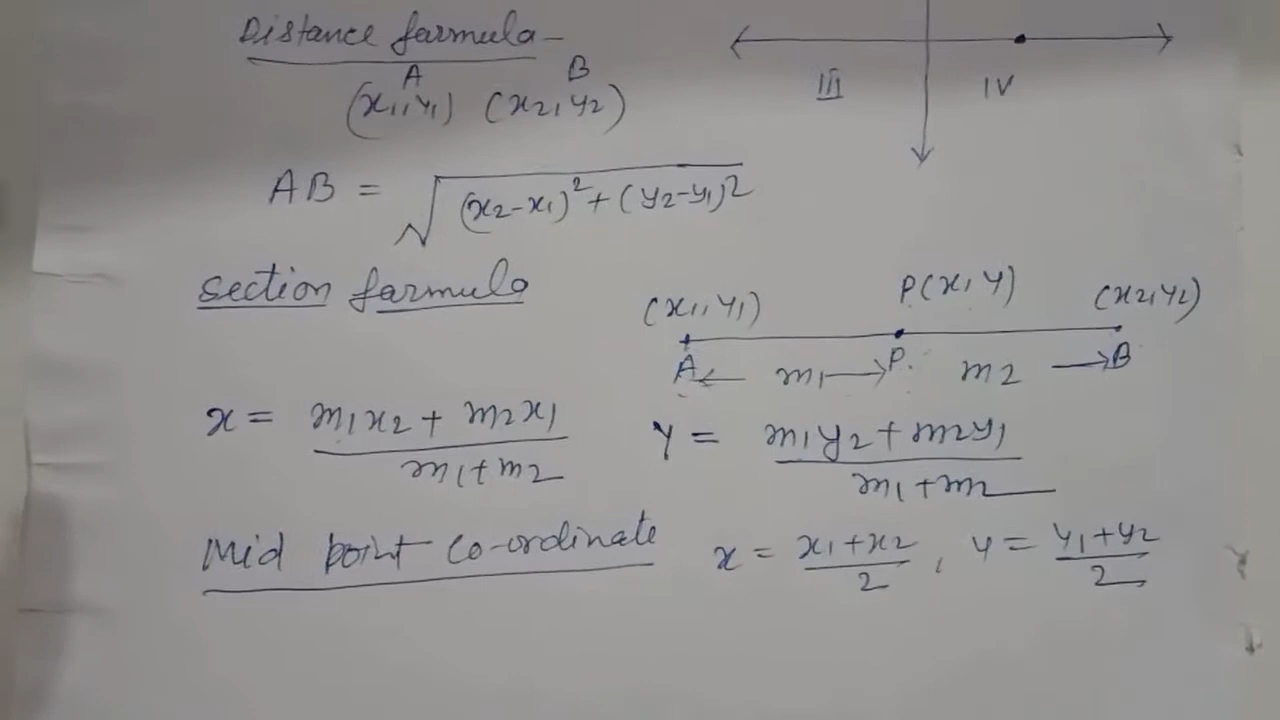 Distance farmula-
III IV
A B
(x1, y1) (x2, y2)
AB = √(x2-x1)² + (y2-y1)2
section farmula
(x1, y1) P(x, y) (x2, y2)
A m1 P. m2 B
x = m1x2 + m2x1 / m1+m2
y = m1y2 + m2y1 / m1+m2
Mid point Co-ordinate x = x1+x2 / 2 , y = y1+y2 / 2